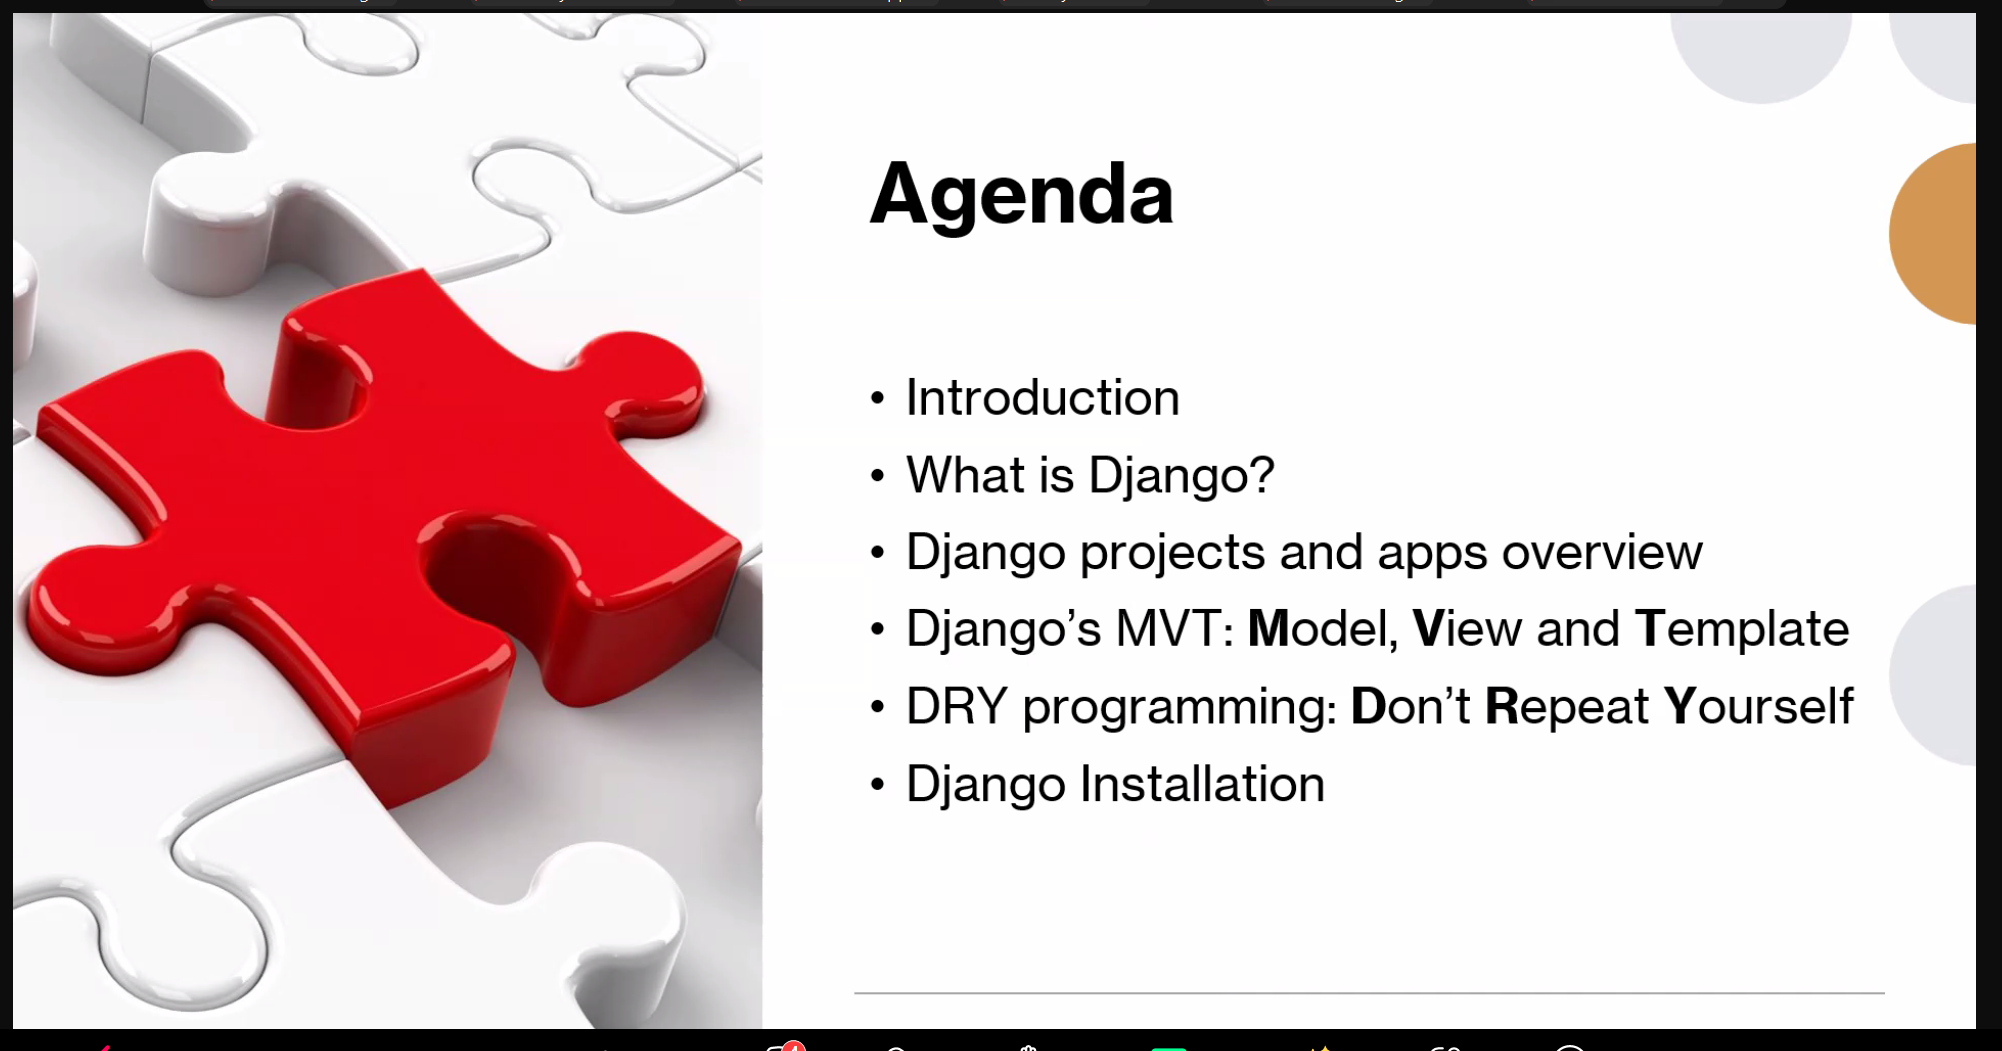 Agenda
• Introduction
• What is Django?
• Django projects and apps overview
• Django’s MVT: Model, View and Template
• DRY programming: Don’t Repeat Yourself
• Django Installation